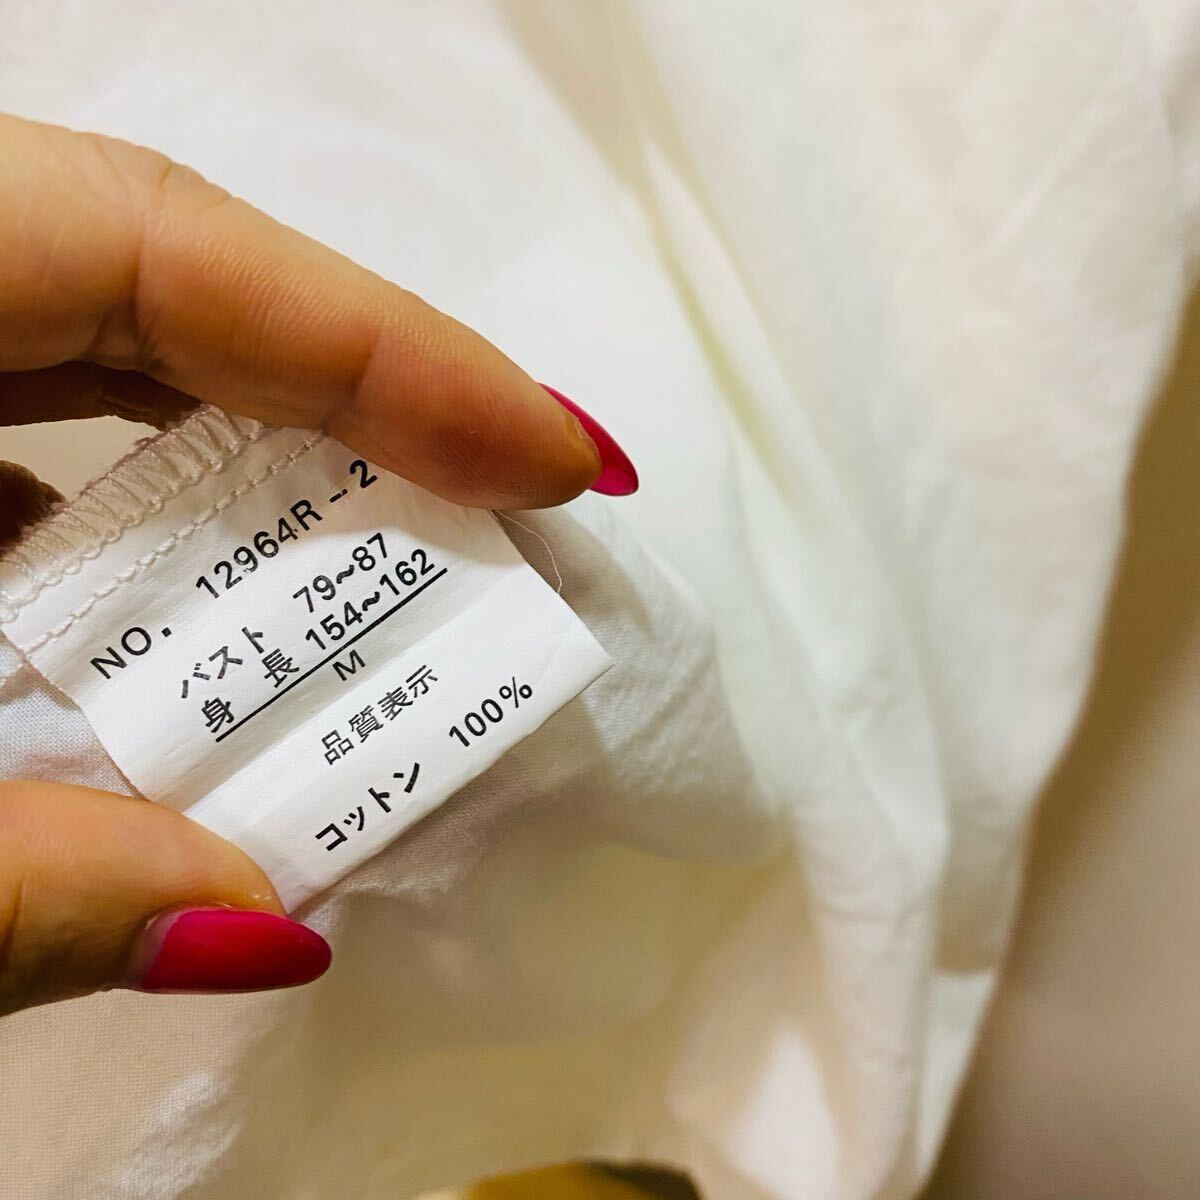 NO. 12964R-2
バスト 79~87
身 長 154~162
M
品質表示
コットン 100%